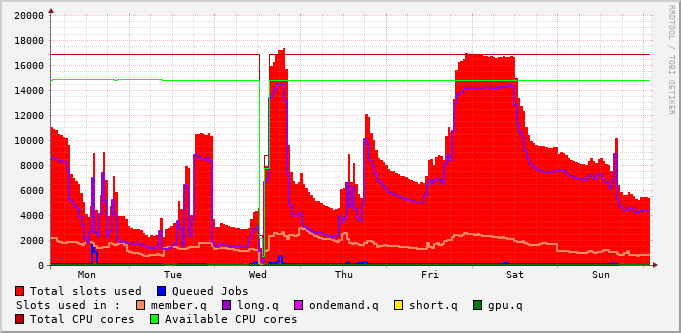 20000
18000
16000
14000
12000
10000
8000
6000
4000
2000
0
Mon Tue Wed Thu Fri Sat Sun
RRDTOOL / TOBI OETIKER
Total slots used Queued Jobs
Slots used in : member.q long.q ondemand.q short.q gpu.q
Total CPU cores Available CPU cores